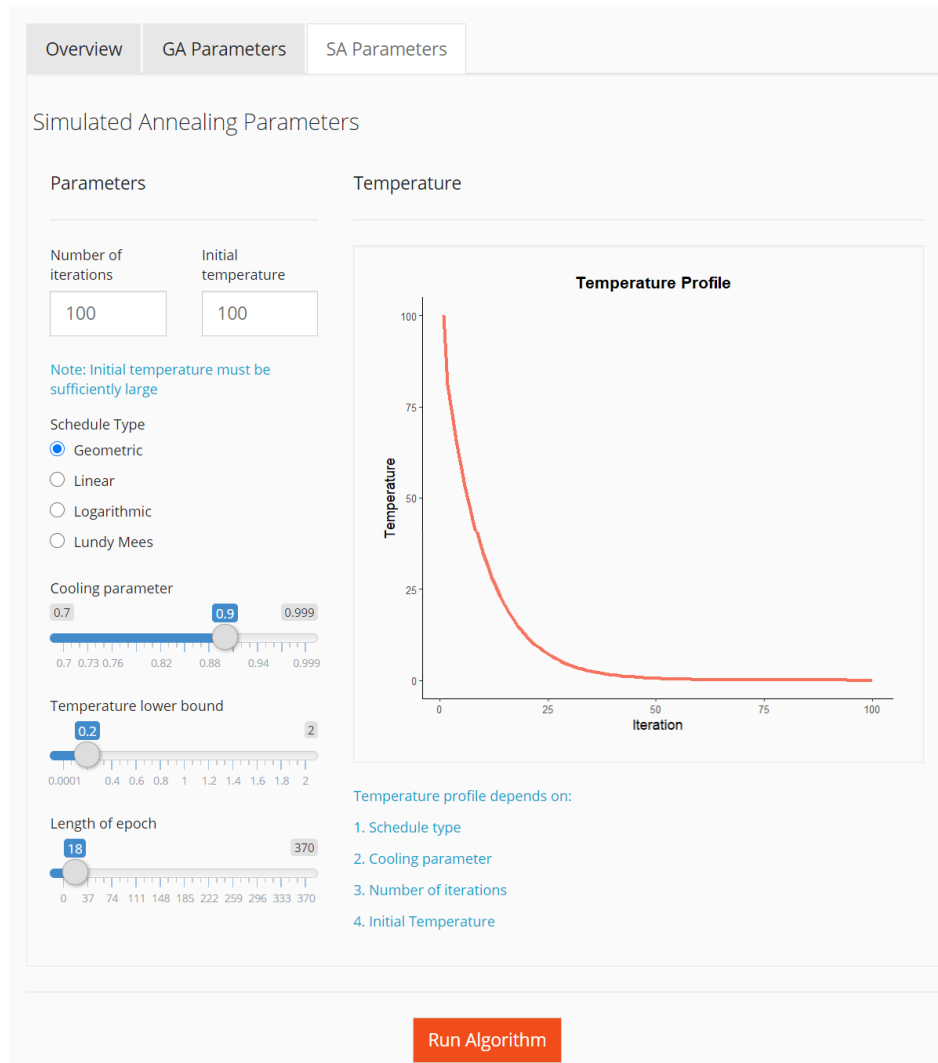 Overview GA Parameters SA Parameters
Simulated Annealing Parameters
Parameters
Number of
iterations
100
Initial
temperature
100
Note: Initial temperature must be
sufficiently large
Schedule Type
Geometric
Linear
Logarithmic
Lundy Mees
Cooling parameter
0.7 0.9 0.999
0.7 0.73 0.76 0.82 0.88 0.94 0.999
Temperature lower bound
0.2 2
0.0001 0.4 0.6 0.8 1 1.2 1.4 1.6 1.8 2
Length of epoch
18 370
0 37 74 111 148 185 222 259 296 333 370
Temperature
Temperature Profile
100
75
50
25
0
Temperature
0 25 50 75 100
Iteration
Temperature profile depends on:
1. Schedule type
2. Cooling parameter
3. Number of iterations
4. Initial Temperature
Run Algorithm